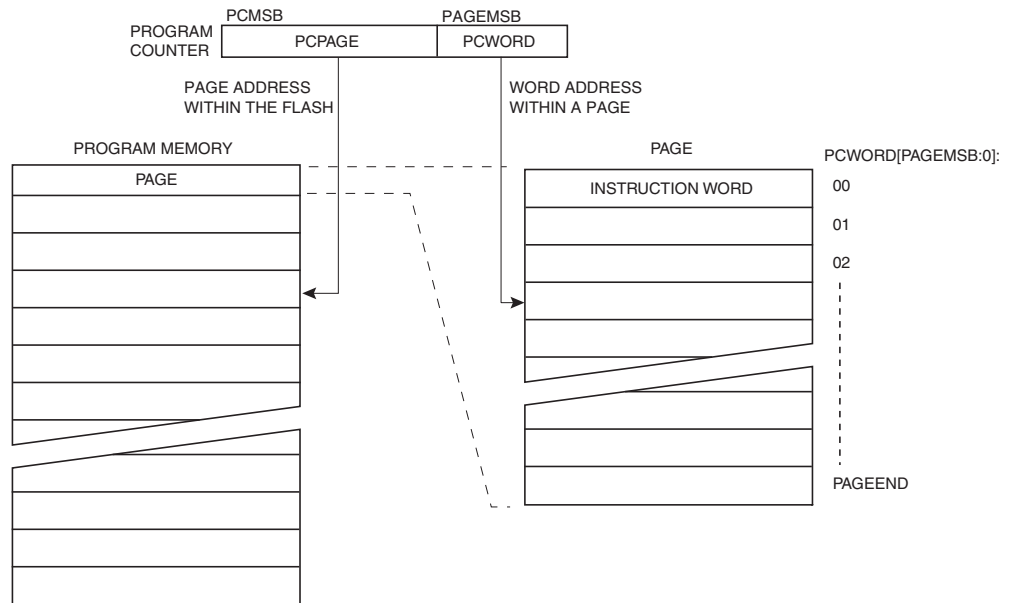 PCMSB PAGEMSB
PROGRAM
COUNTER
PCPAGE PCWORD
PAGE ADDRESS
WITHIN THE FLASH
WORD ADDRESS
WITHIN A PAGE
PROGRAM MEMORY
PAGE
PAGE
PCWORD[PAGEMSB:0]:
INSTRUCTION WORD
00
01
02
PAGEEND